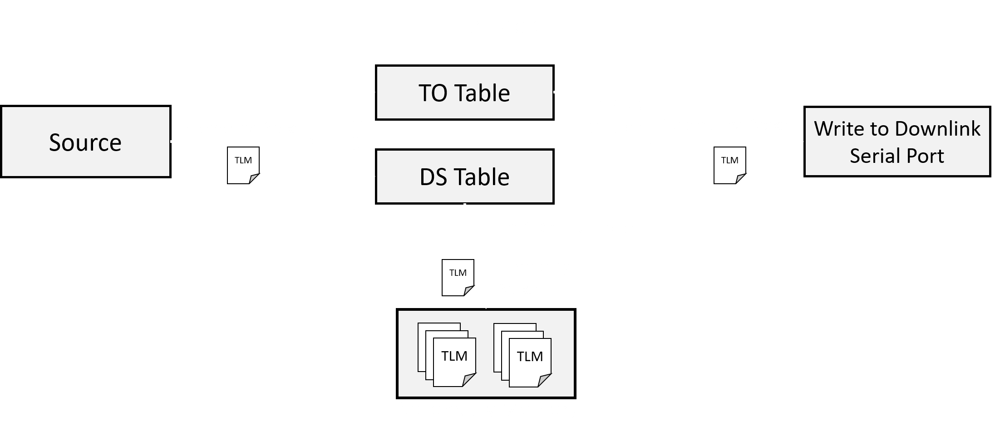 TO Table
Source
Write to Downlink
Serial Port
TLM
DS Table
TLM
TLM
TLM
TLM